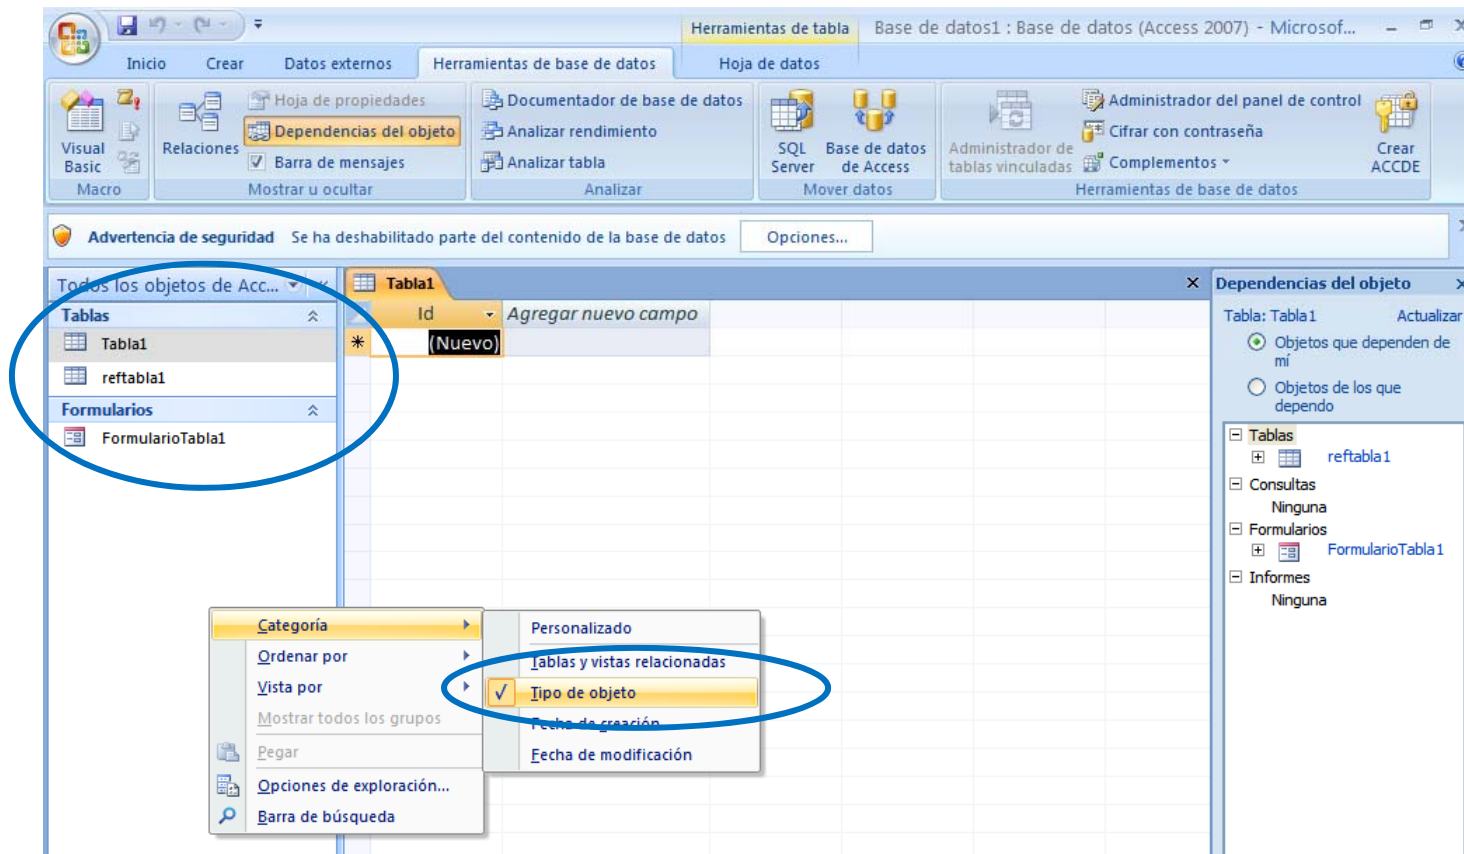 Herramientas de tabla
Base de datos1 : Base de datos (Access 2007) - Microsof...
Inicio
Crear
Datos externos
Herramientas de base de datos
Hoja de datos
Visual
Basic
Macro
Relaciones
Hoja de propiedades
Dependencias del objeto
Barra de mensajes
Mostrar u ocultar
Documentador de base de datos
Analizar rendimiento
Analizar tabla
Analizar
SQL
Server
Base de datos
de Access
Mover datos
Administrador de
tablas vinculadas
Administrador del panel de control
Cifrar con contraseña
Complementos
Crear
ACCDE
Herramientas de base de datos
Advertencia de seguridad
Se ha deshabilitado parte del contenido de la base de datos
Opciones...
Todos los objetos de Acc...
Tablas
Tabla1
reftabla1
Formularios
FormularioTabla1
Tabla1
Id
Agregar nuevo campo
(Nuevo)
Categoría
Ordenar por
Vista por
Mostrar todos los grupos
Pegar
Opciones de exploración...
Barra de búsqueda
Personalizado
Tablas y vistas relacionadas
Tipo de objeto
Fecha de creación
Fecha de modificación
Dependencias del objeto
Tabla: Tabla1
Actualizar
Objetos que dependen de
mí
Objetos de los que
dependo
Tablas
reftabla1
Consultas
Ninguna
Formularios
FormularioTabla1
Informes
Ninguna